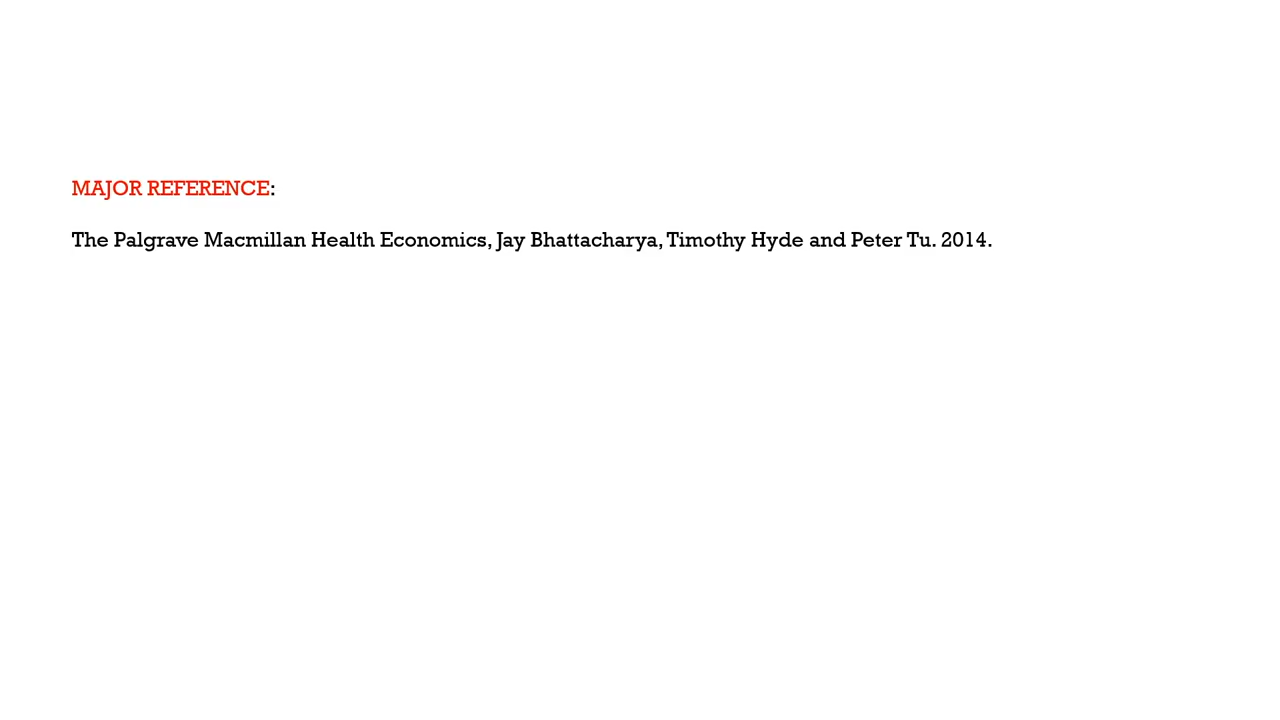 MAJOR REFERENCE:
The Palgrave Macmillan Health Economics, Jay Bhattacharya, Timothy Hyde and Peter Tu. 2014.